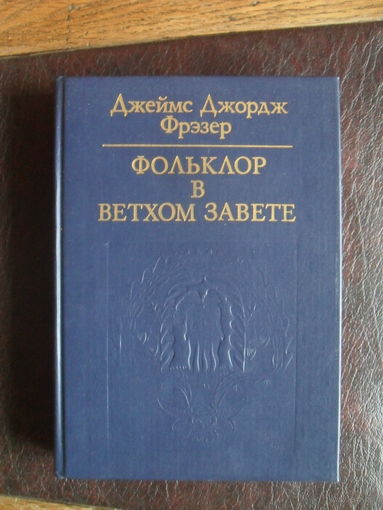 Джеймс Джордж
Фрэзер
ФОЛЬКЛОР
В
ВЕТХОМ ЗАВЕТЕ